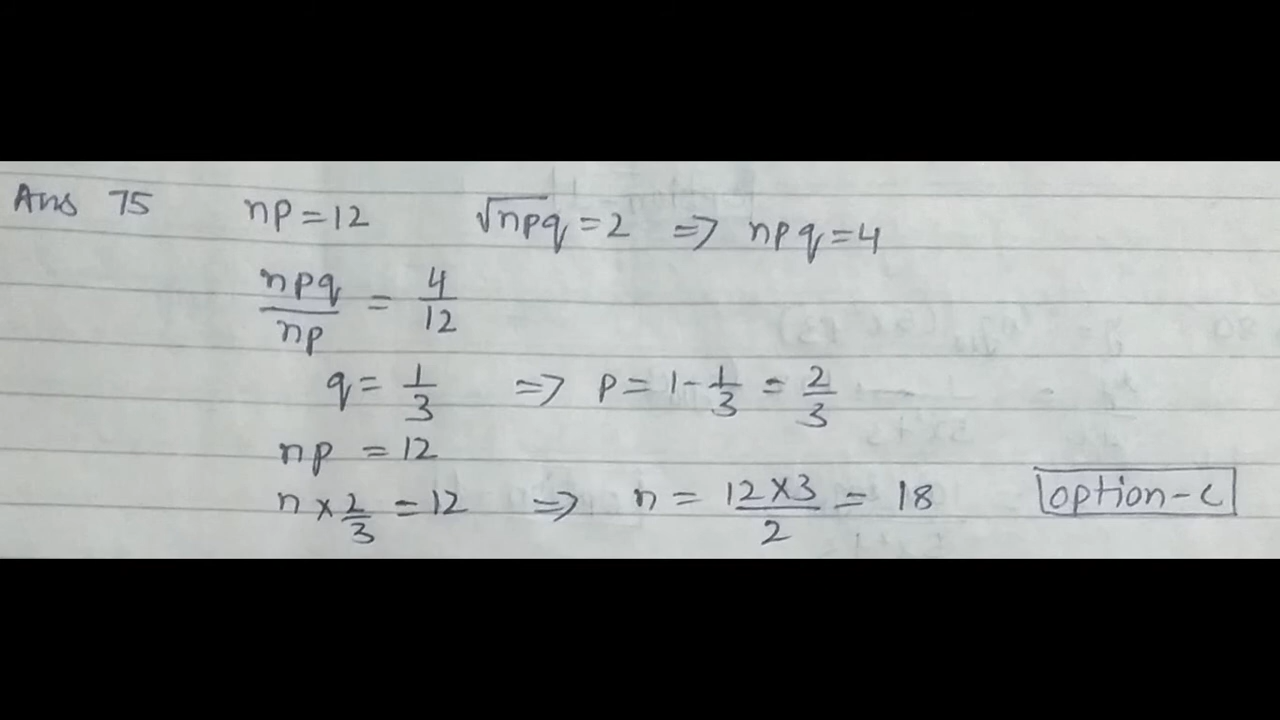 Ans 75 np = 12 √npq = 2 => npq = 4
npq/np = 4/12
q = 1/3 => p = 1 - 1/3 = 2/3
np = 12
n × 2/3 = 12 => n = 12 × 3/2 = 18 option - c